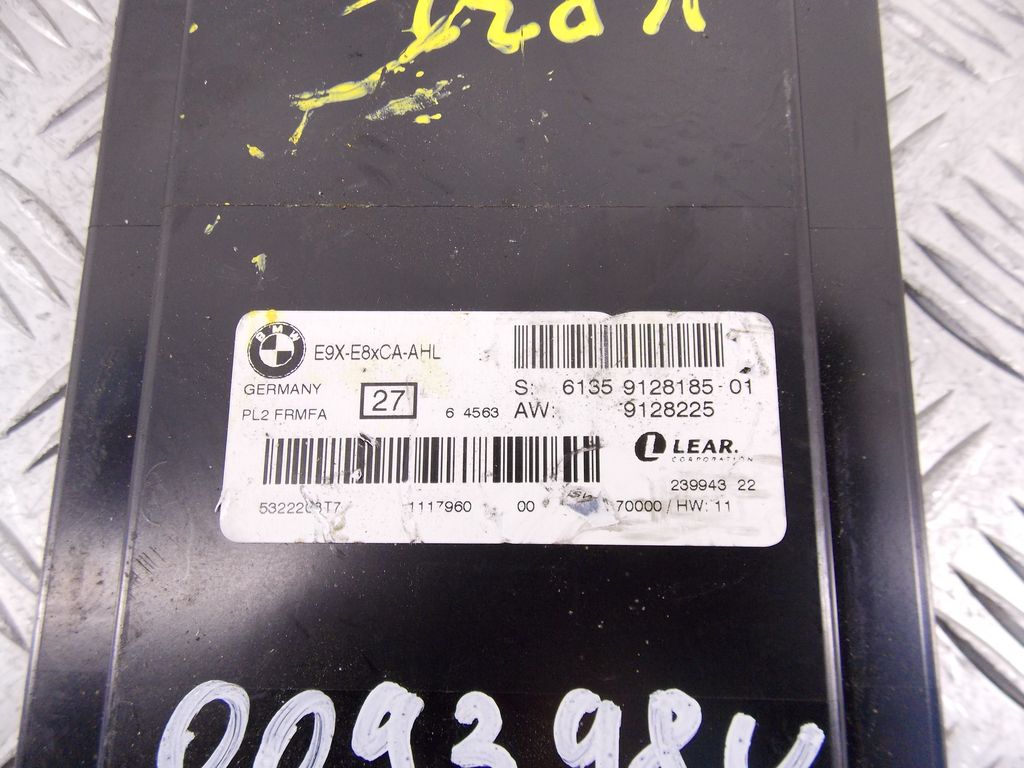 BMW
E9X-E8xCA-AHL
GERMANY
PL2 FRMFA 27 6 4563
S: 6135 9128185-01
AW: 9128225
LEAR.
CORPORATION
239943 22
1117960 00 70000 / HW: 11